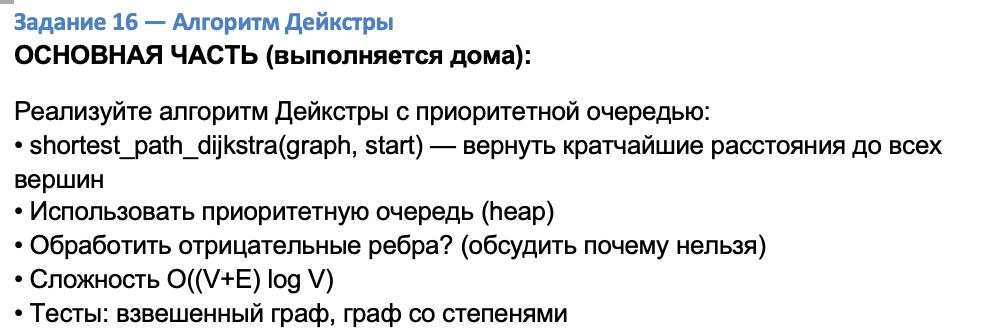 Задание 16 — Алгоритм Дейкстры
ОСНОВНАЯ ЧАСТЬ (выполняется дома):
Реализуйте алгоритм Дейкстры с приоритетной очередью:
• shortest_path_dijkstra(graph, start) — вернуть кратчайшие расстояния до всех
вершин
• Использовать приоритетную очередь (heap)
• Обработить отрицательные ребра? (обсудить почему нельзя)
• Сложность O((V+E) log V)
• Тесты: взвешенный граф, граф со степенями